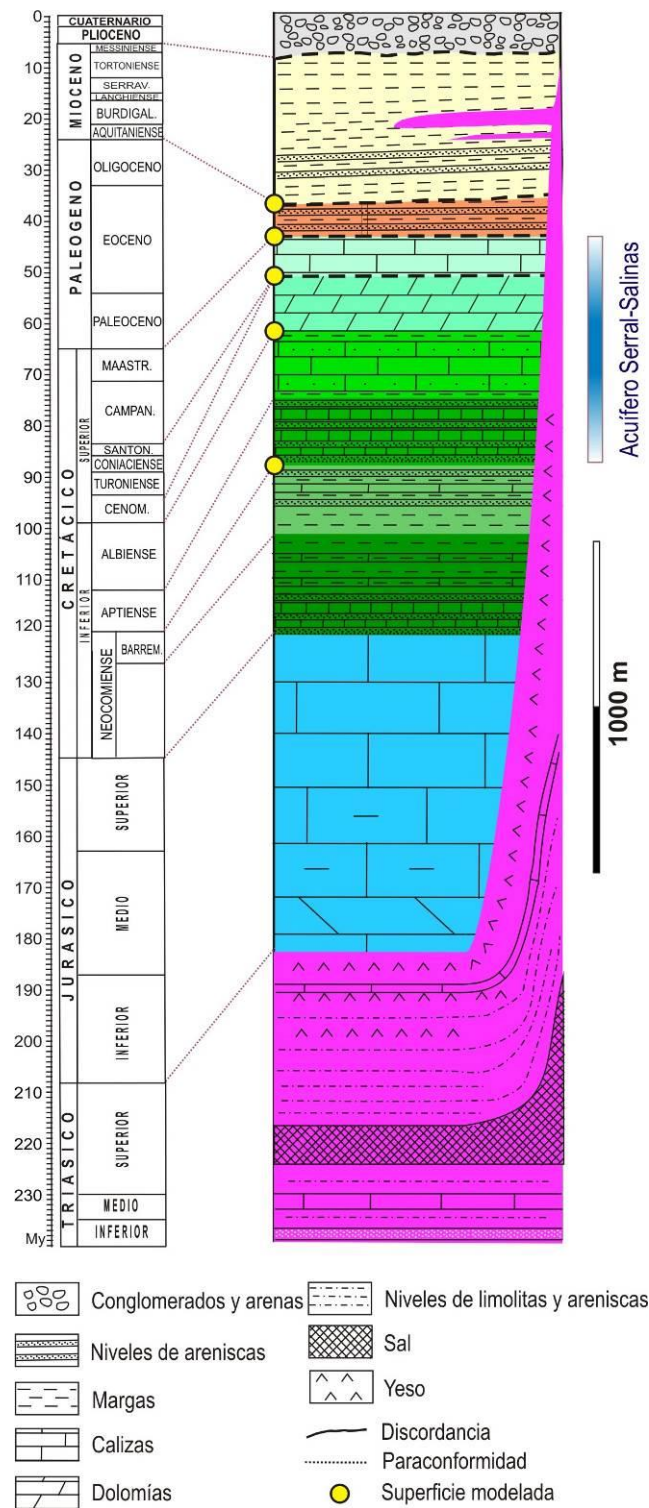 0
10
20
30
40
50
60
70
80
90
100
110
120
130
140
150
160
170
180
190
200
210
220
230
My
CUATERNARIO
PLIOCENO
MIOCENO
MESSINIENSE
TORTONIENSE
SERRAV.
LANGHIENSE
BURDIGAL.
AQUITANIENSE
PALEOGENO
OLIGOCENO
EOCENO
PALEOCENO
CRETÁCICO
SUPERIOR
MAASTR.
CAMPAN.
SANTON.
CONIACIENSE
TURONIENSE
CENOM.
INFERIOR
ALBIENSE
APTIENSE
NEOCOMIENSE
BARREM.
JURASICO
SUPERIOR
MEDIO
INFERIOR
TRIASICO
SUPERIOR
MEDIO
INFERIOR
Acuífero Serral-Salinas
1000 m
Conglomerados y arenas
Niveles de areniscas
Margas
Calizas
Dolomías
Niveles de limolitas y areniscas
Sal
Yeso
Discordancia
Paraconformidad
Superficie modelada